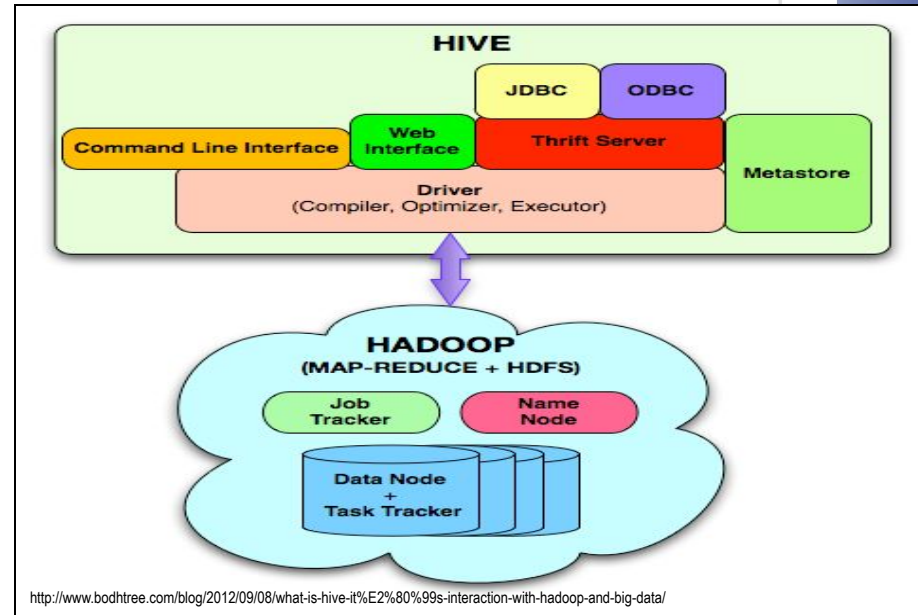 HIVE
JDBC
ODBC
Command Line Interface
Web
Interface
Thrift Server
Metastore
Driver
(Compiler, Optimizer, Executor)
HADOOP
(MAP-REDUCE + HDFS)
Job
Tracker
Name
Node
Data Node
+
Task Tracker
http://www.bodhtree.com/blog/2012/09/08/what-is-hive-it%E2%80%99s-interaction-with-hadoop-and-big-data/